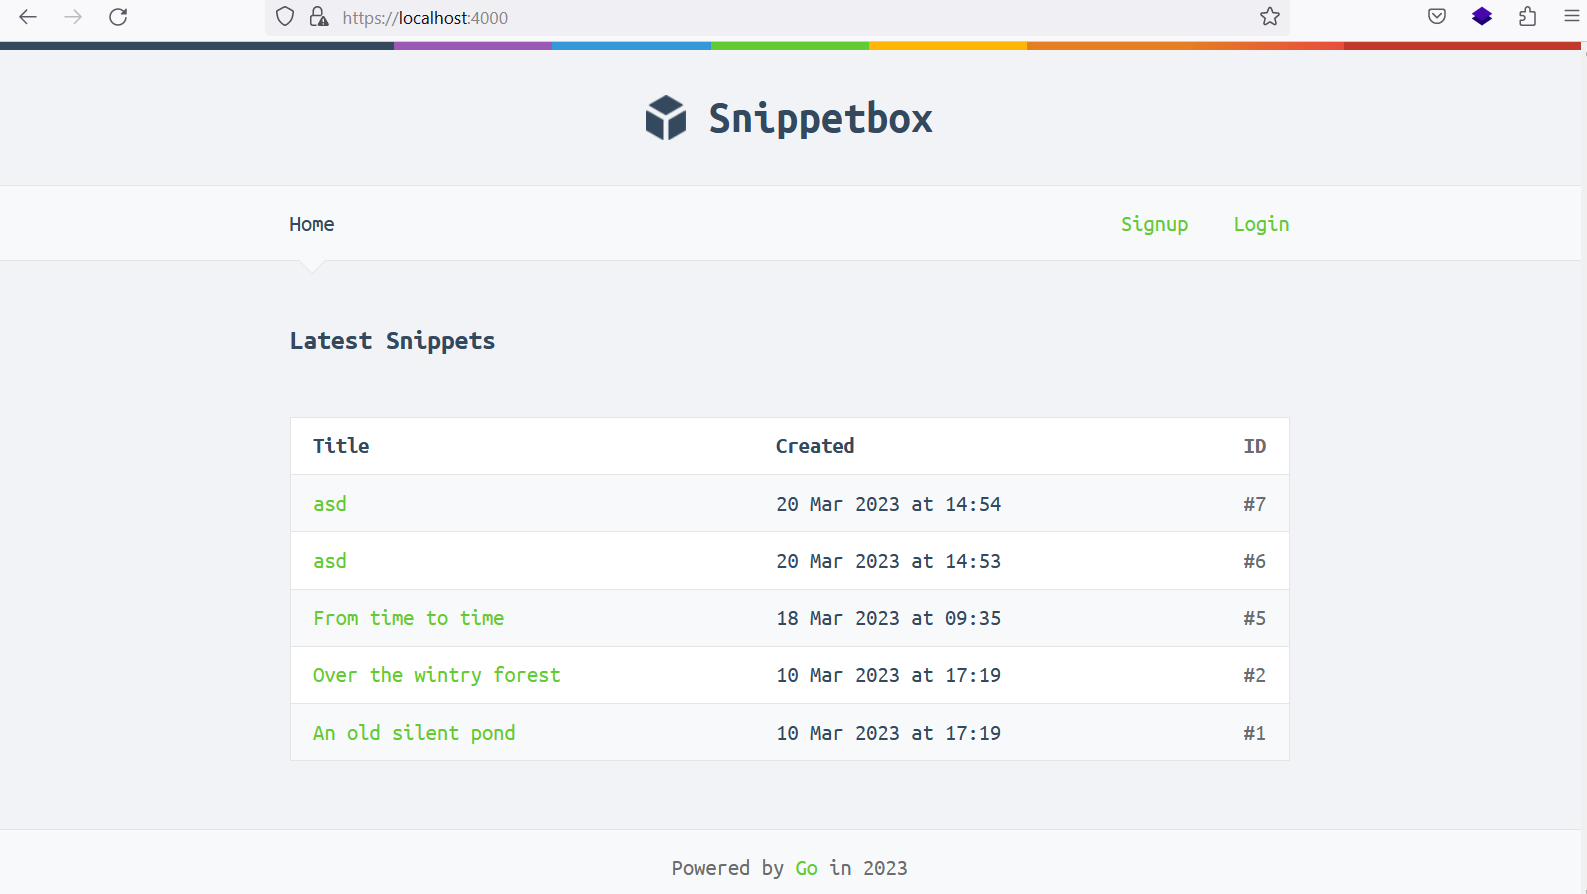 https://localhost:4000
Snippetbox
Home Signup Login
Latest Snippets
Title Created ID
asd 20 Mar 2023 at 14:54 #7
asd 20 Mar 2023 at 14:53 #6
From time to time 18 Mar 2023 at 09:35 #5
Over the wintry forest 10 Mar 2023 at 17:19 #2
An old silent pond 10 Mar 2023 at 17:19 #1
Powered by Go in 2023